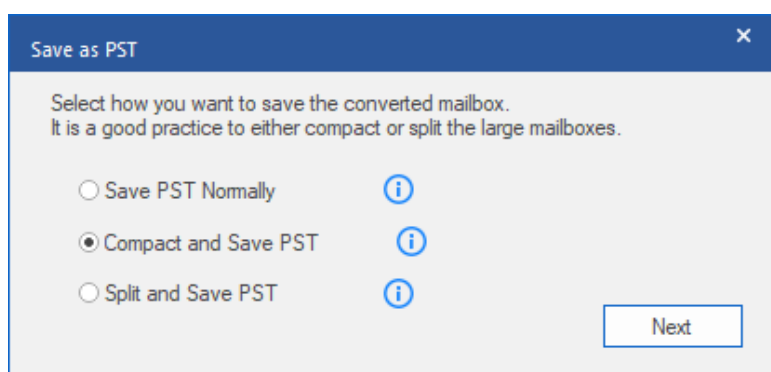 Save as PST
Select how you want to save the converted mailbox.
It is a good practice to either compact or split the large mailboxes.
Save PST Normally
Compact and Save PST
Split and Save PST
Next